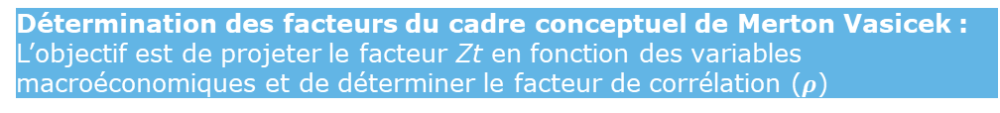 Détermination des facteurs du cadre conceptuel de Merton Vasicek :
L’objectif est de projeter le facteur Zt en fonction des variables
macroéconomiques et de déterminer le facteur de corrélation (ρ)